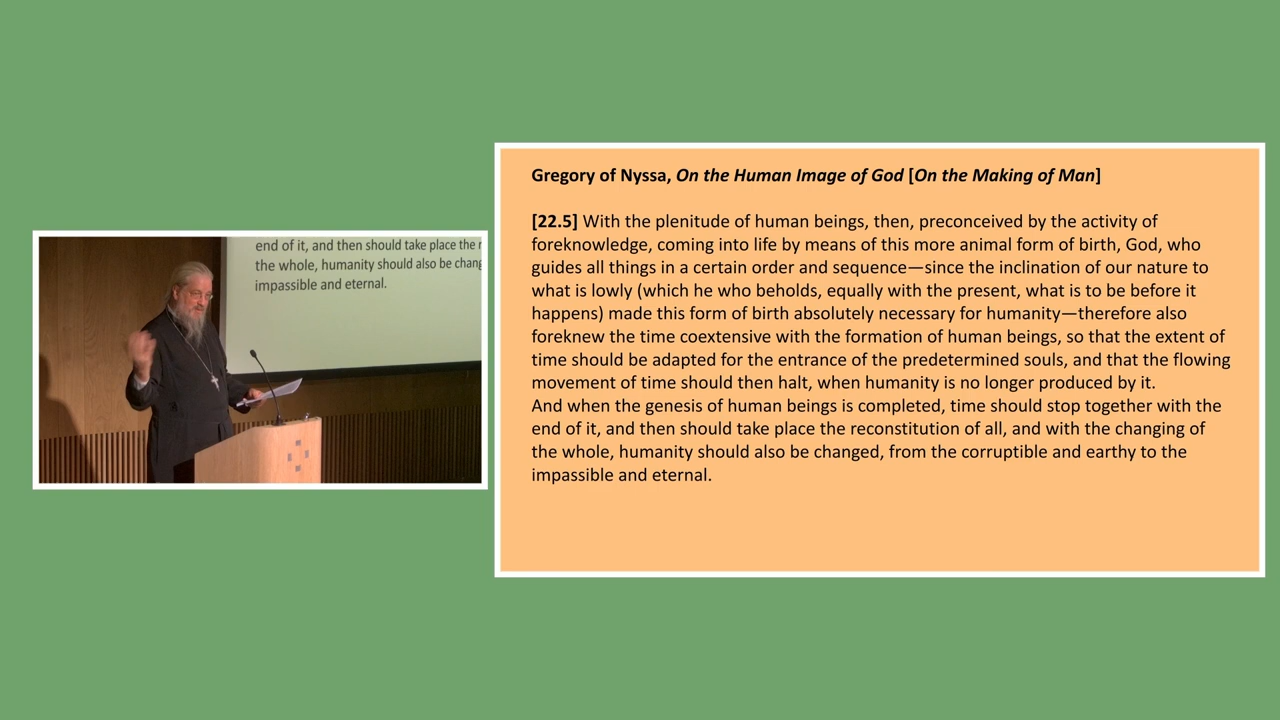 end of it, and then should take place the r
the whole, humanity should also be chang
impassible and eternal.
Gregory of Nyssa, On the Human Image of God [On the Making of Man]
[22.5] With the plenitude of human beings, then, preconceived by the activity of
foreknowledge, coming into life by means of this more animal form of birth, God, who
guides all things in a certain order and sequence—since the inclination of our nature to
what is lowly (which he who beholds, equally with the present, what is to be before it
happens) made this form of birth absolutely necessary for humanity—therefore also
foreknew the time coextensive with the formation of human beings, so that the extent of
time should be adapted for the entrance of the predetermined souls, and that the flowing
movement of time should then halt, when humanity is no longer produced by it.
And when the genesis of human beings is completed, time should stop together with the
end of it, and then should take place the reconstitution of all, and with the changing of
the whole, humanity should also be changed, from the corruptible and earthy to the
impassible and eternal.